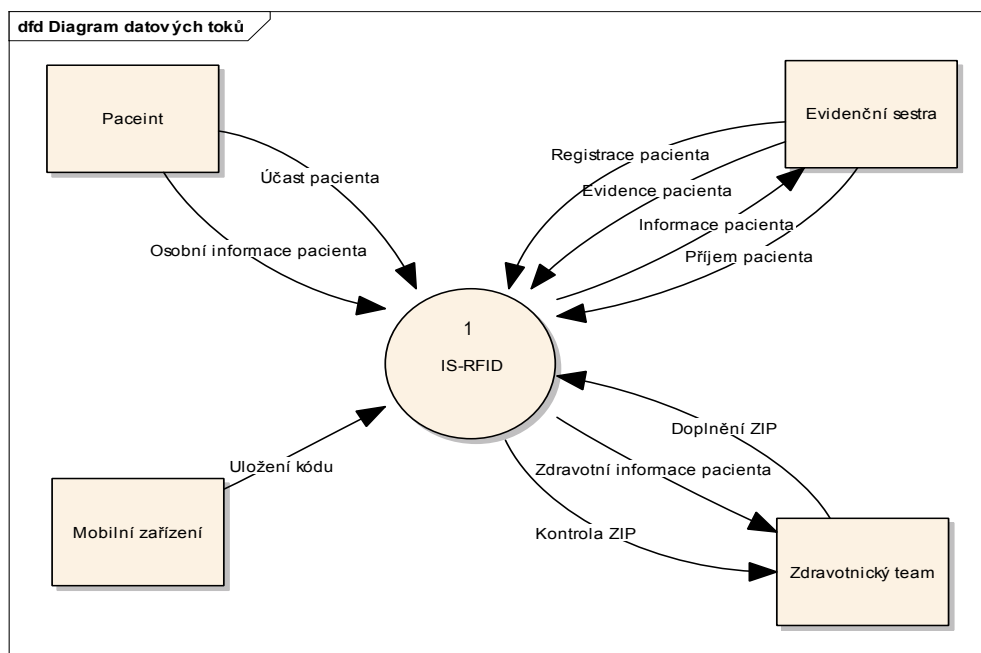 dfd Diagram datových toků
Paceint
Evidenční sestra
Účast pacienta
Osobní informace pacienta
Registrace pacienta
Evidence pacienta
Informace pacienta
Příjem pacienta
1
IS-RFID
Uložení kódu
Mobilní zařízení
Doplnění ZIP
Zdravotní informace pacienta
Kontrola ZIP
Zdravotnický team